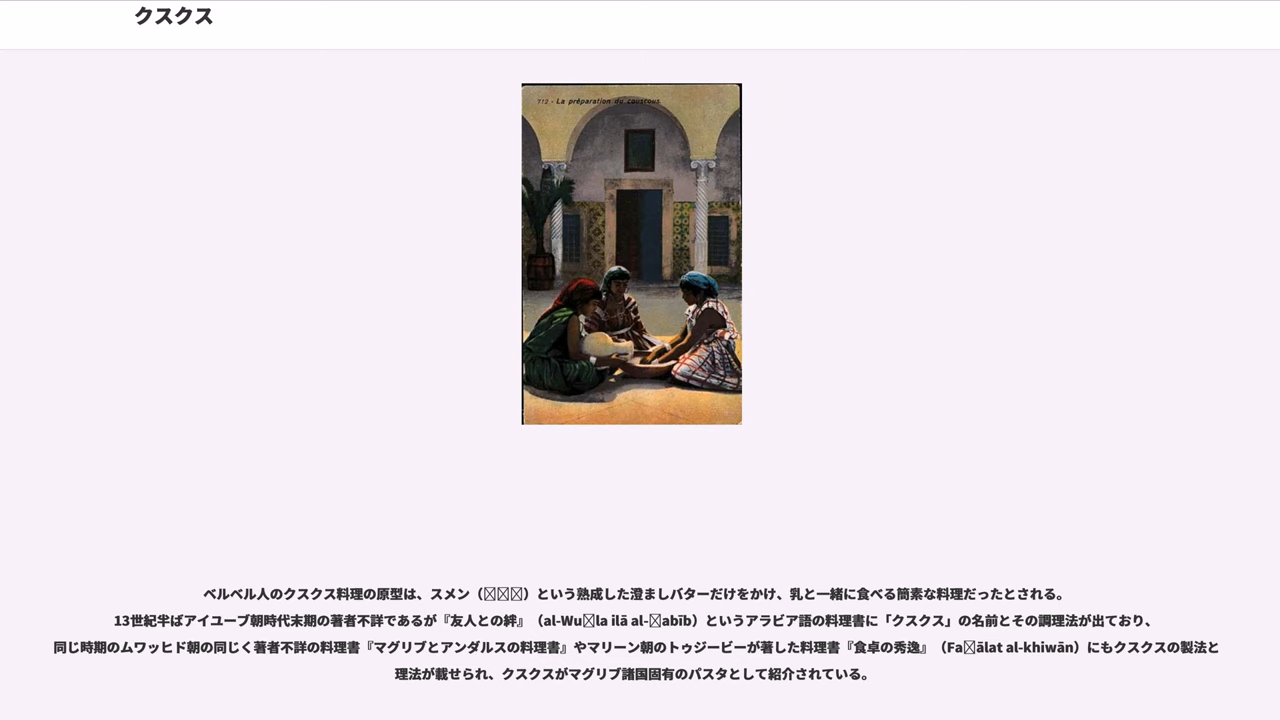 クスクス
112 - La préparation du couscous.
ベルベル人のクスクス料理の原型は、スメン（）という熟成した澄ましバターだけをかけ、乳と一緒に食べる簡素な料理だったとされる。
13世紀半ばアイユーブ朝時代末期の著者不詳であるが『友人との絆』（al-Wula ilā al-abīb）というアラビア語の料理書に「クスクス」の名前とその調理法が出ており、
同じ時期のムワッヒド朝の同じく著者不詳の料理書『マグリブとアンダルスの料理書』やマリーン朝のトゥジービーが著した料理書『食卓の秀逸』（Faālat al-khiwān）にもクスクスの製法と
理法が載せられ、クスクスがマグリブ諸国固有のパスタとして紹介されている。